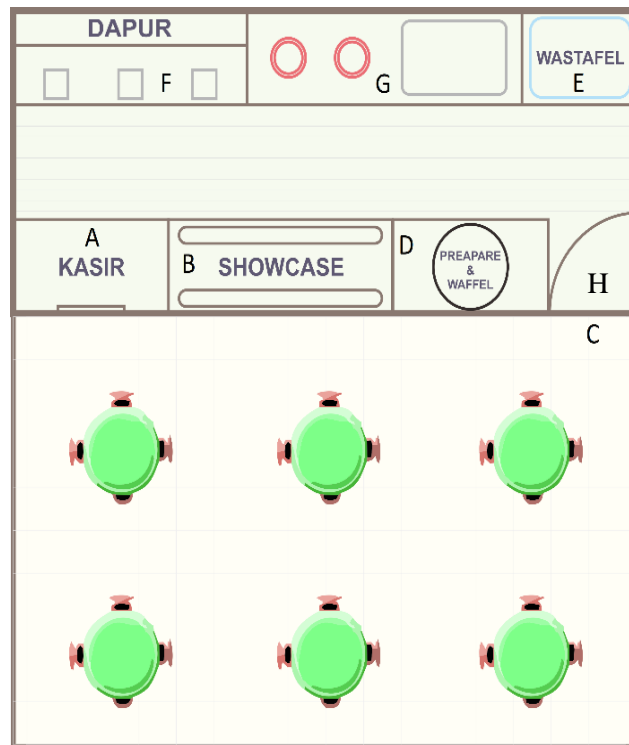 DAPUR
F
G
WASTAFEL
E
A
KASIR
B
SHOWCASE
D
PREAPARE
&
WAFFEL
H
C